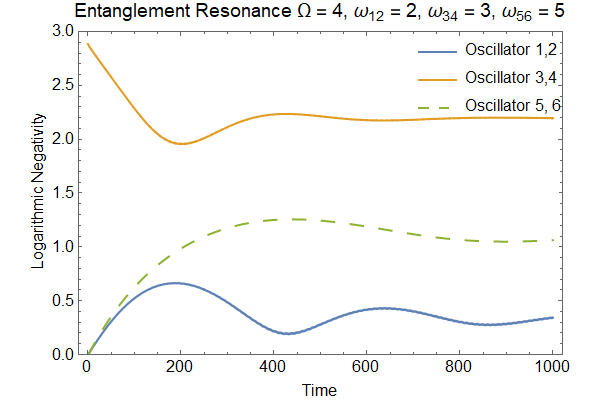 Entanglement Resonance Ω = 4, ω12 = 2, ω34 = 3, ω56 = 5
3.0
2.5
2.0
1.5
1.0
0.5
0.0
Logarithmic Negativity
Oscillator 1,2
Oscillator 3,4
Oscillator 5, 6
0
200
400
600
800
1000
Time